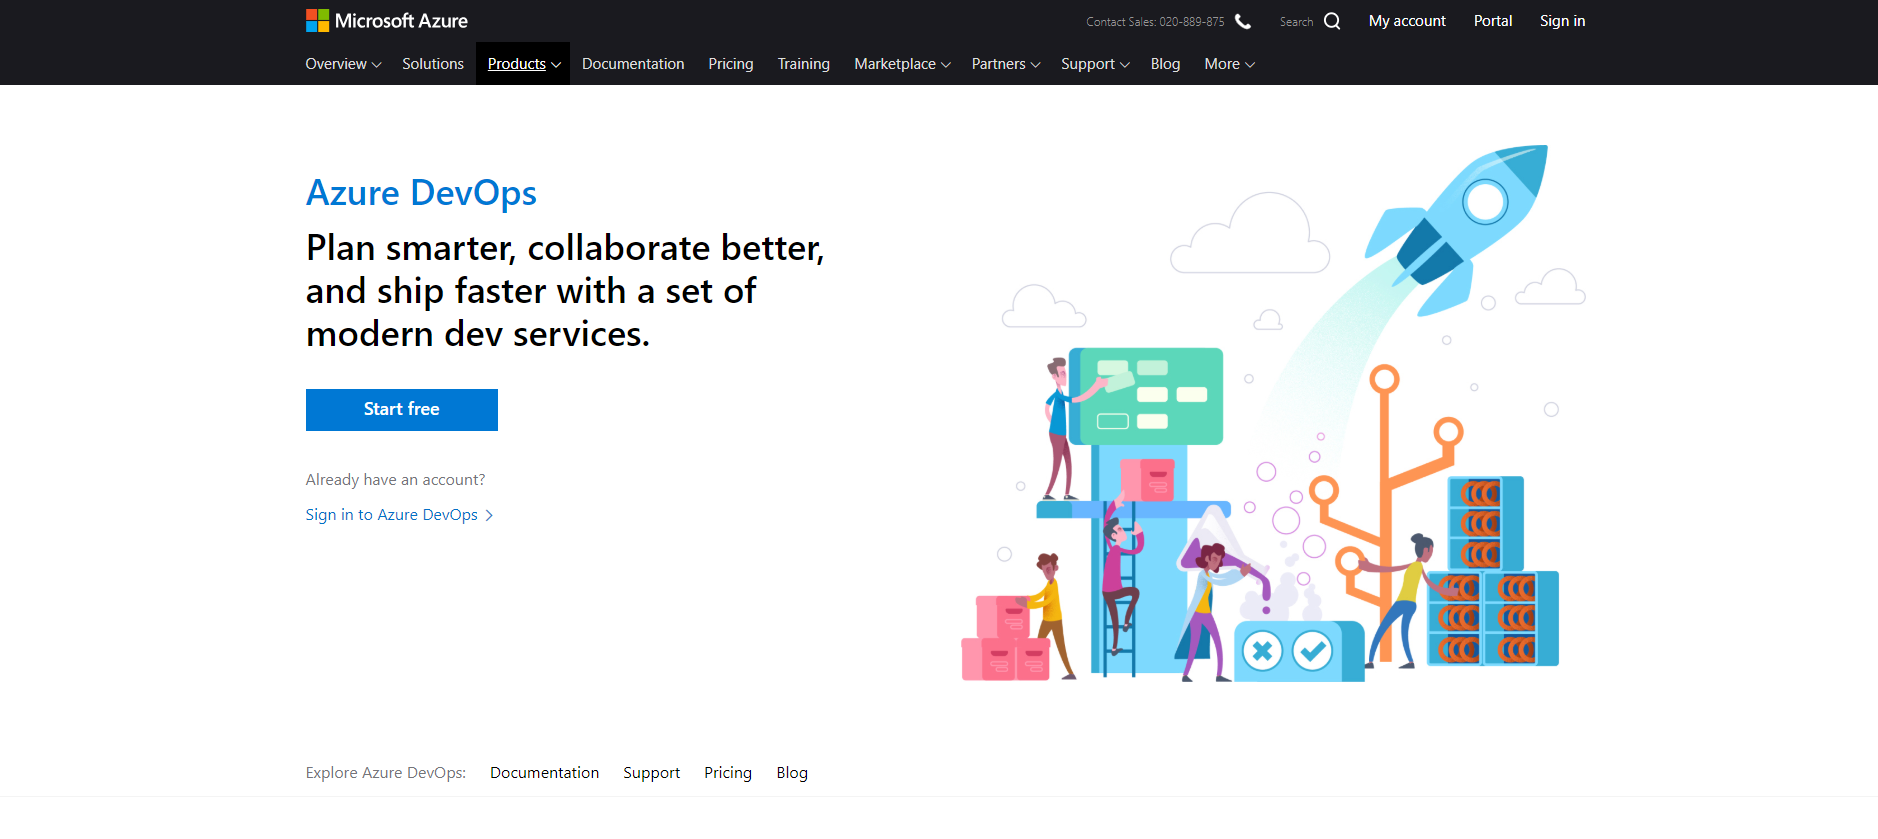 Microsoft Azure
Contact Sales: 020-889-875
Search
My account
Portal
Sign in
Overview
Solutions
Products
Documentation
Pricing
Training
Marketplace
Partners
Support
Blog
More
Azure DevOps
Plan smarter, collaborate better,
and ship faster with a set of
modern dev services.
Start free
Already have an account?
Sign in to Azure DevOps
Explore Azure DevOps:
Documentation
Support
Pricing
Blog